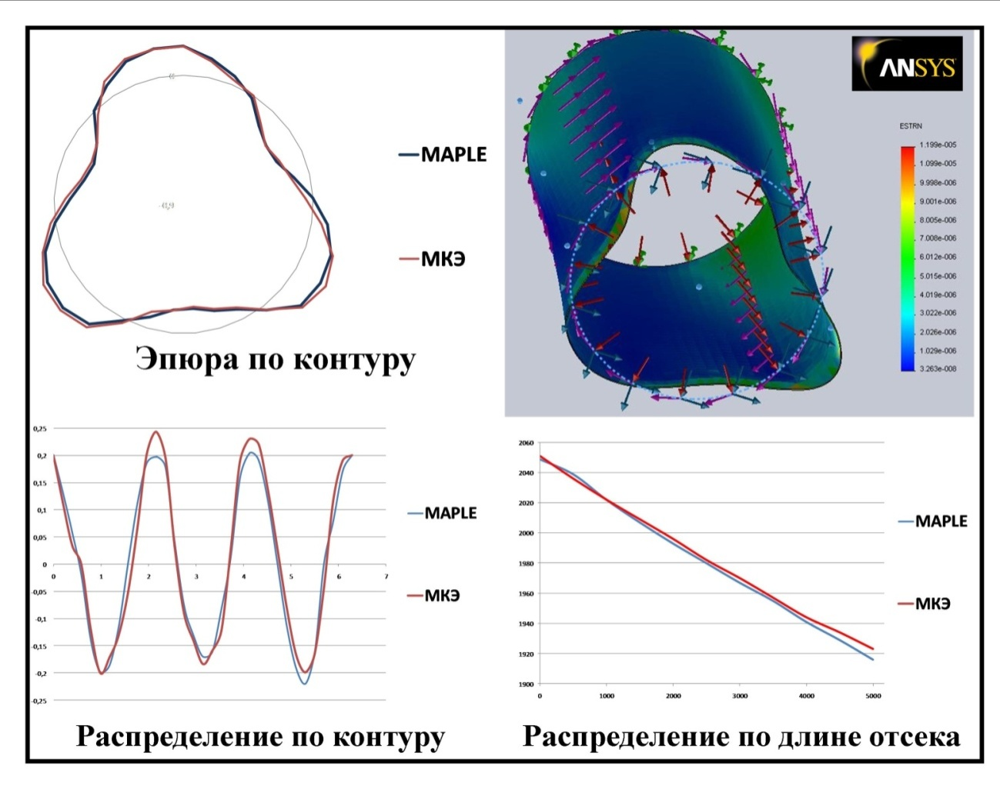 MAPLE
МКЭ
Эпюра по контуру
ANSYS
ESTRN
1.199e-005
1.099e-005
9.998e-006
9.001e-006
8.005e-006
7.008e-006
6.012e-006
5.015e-006
4.019e-006
3.022e-006
2.026e-006
1.029e-006
3.263e-008
0,25
0,2
0,15
0,1
0,05
0
-0,05
-0,1
-0,15
-0,2
-0,25
0 1 2 3 4 5 6 7
MAPLE
МКЭ
Распределение по контуру
2060
2040
2020
2000
1980
1960
1940
1920
1900
0 1000 2000 3000 4000 5000
MAPLE
МКЭ
Распределение по длине отсека